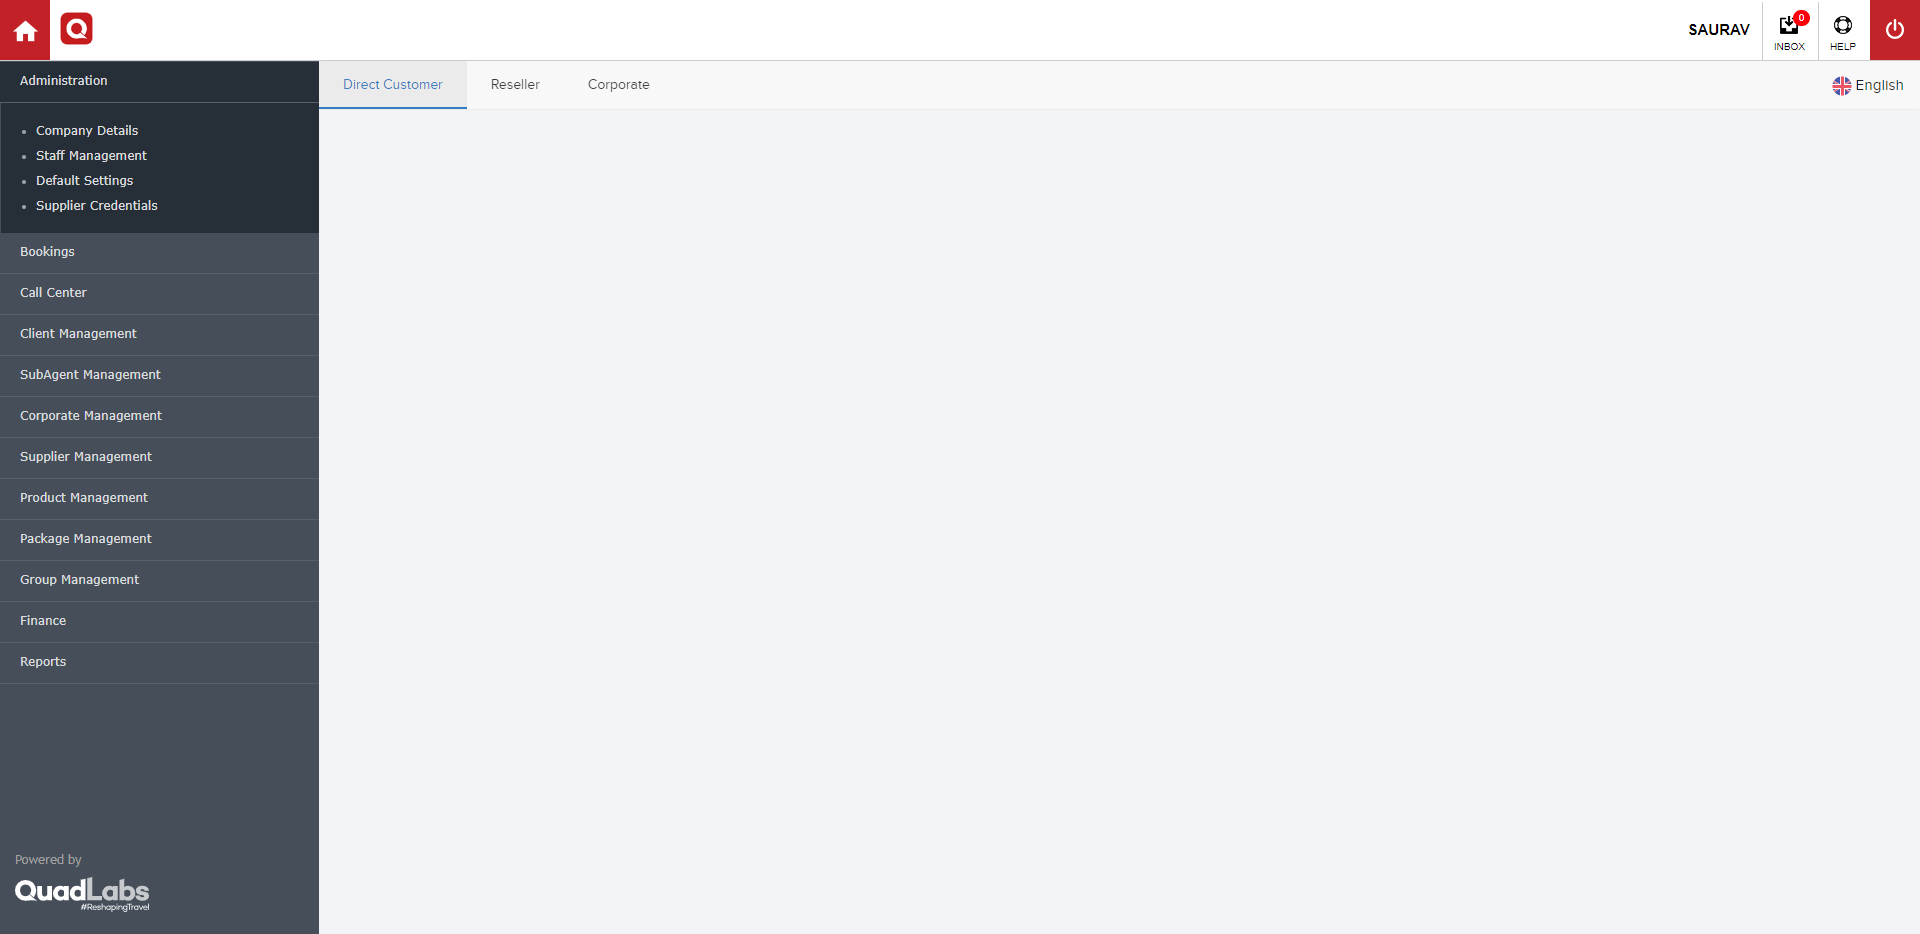 SAURAV
0
INBOX
HELP
Administration
Company Details
Staff Management
Default Settings
Supplier Credentials
Bookings
Call Center
Client Management
SubAgent Management
Corporate Management
Supplier Management
Product Management
Package Management
Group Management
Finance
Reports
Powered by
QuadLabs
#ReshapingTravel
Direct Customer
Reseller
Corporate
English